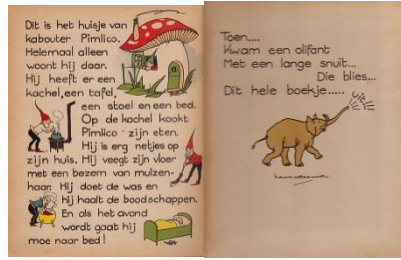 Dit is het huisje van
kabouter Pimlico.
Helemaal alleen
woont hij daar.
Hij heeft er een
kachel, een tafel,
een stoel en een bed.
Op de kachel kookt
Pimlico zijn eten.
Hij is erg netjes op
zijn huis. Hij veegt zijn vloer
met een bezem van muizen-
haar. Hij doet de was en
hij haalt de boodschappen.
En als het avond
wordt gaat hij
moe naar bed!
Toen....
Kwam een olifant
Met een lange snuit...
Die blies...
Dit hele boekje.....
uit